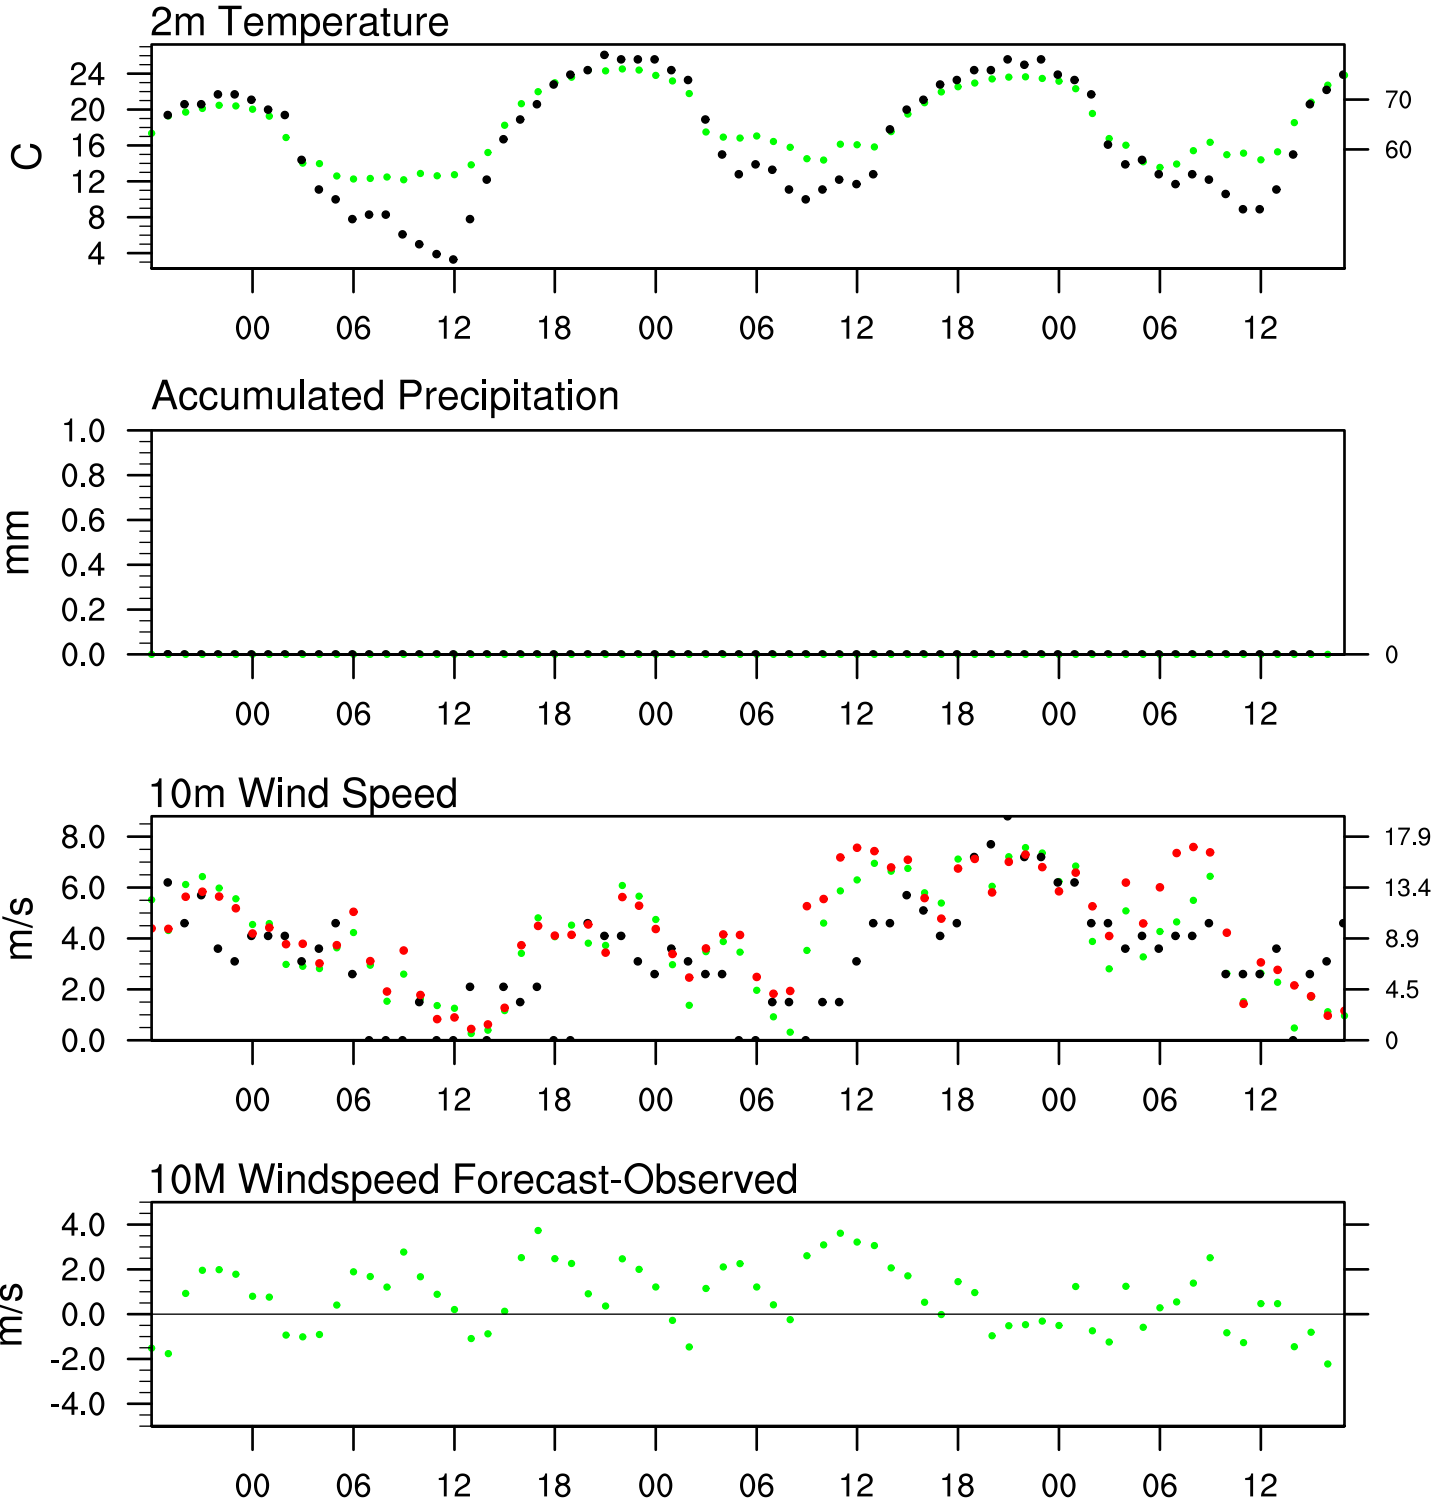 2m Temperature
24
20
16
12
8
4
C
70
60
00 06 12 18 00 06 12 18 00 06 12
Accumulated Precipitation
1.0
0.8
0.6
0.4
0.2
0.0
mm
0
00 06 12 18 00 06 12 18 00 06 12
10m Wind Speed
8.0
6.0
4.0
2.0
0.0
m/s
17.9
13.4
8.9
4.5
0
00 06 12 18 00 06 12 18 00 06 12
10M Windspeed Forecast-Observed
4.0
2.0
0.0
-2.0
-4.0
m/s
00 06 12 18 00 06 12 18 00 06 12